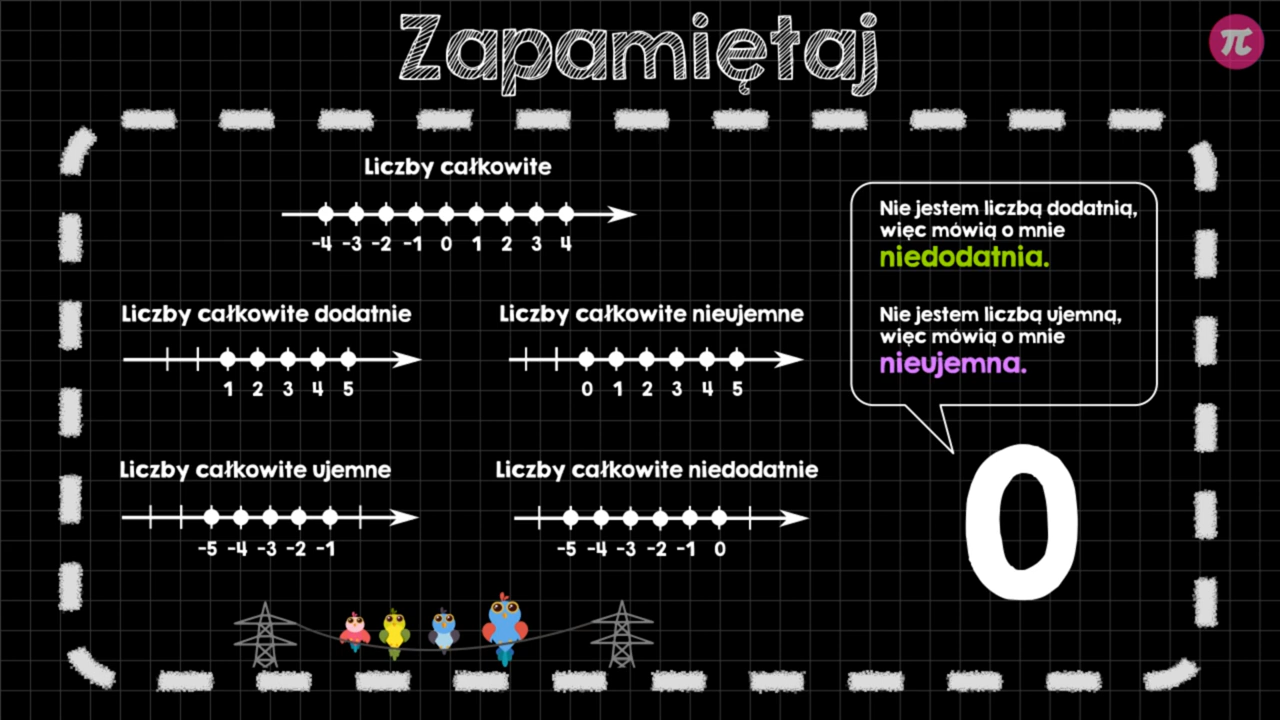 Zapamiętaj
π
Liczby całkowite
-4 -3 -2 -1 0 1 2 3 4
Liczby całkowite dodatnie
1 2 3 4 5
Liczby całkowite nieujemne
0 1 2 3 4 5
Liczby całkowite ujemne
-5 -4 -3 -2 -1
Liczby całkowite niedodatnie
-5 -4 -3 -2 -1 0
Nie jestem liczbą dodatnią,
więc mówią o mnie
niedodatnia.
Nie jestem liczbą ujemną,
więc mówią o mnie
nieujemna.
0